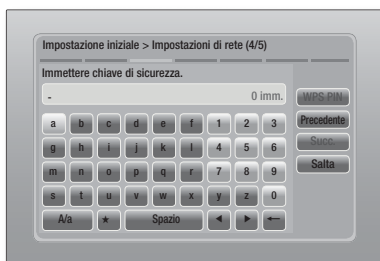 Impostazione iniziale > Impostazioni di rete (4/5)
Immettere chiave di sicurezza.
- 0 imm. WPS PIN
a b c d e f 1 2 3 Precedente
g h i j k l 4 5 6 Succ.
m n o p q r 7 8 9 Salta
s t u v w x y z 0
A/a ★ Spazio ◀ ▶ ←